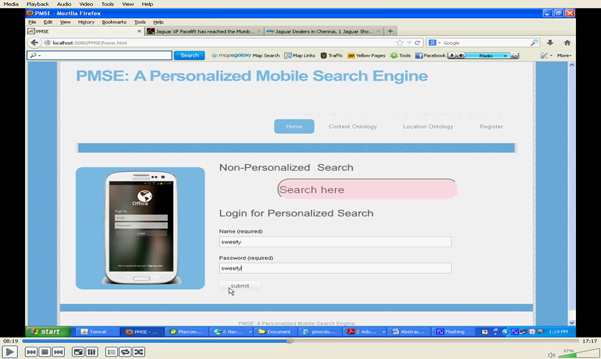 Media Playback Audio Video Tools View Help
PMSE - Mozilla Firefox
File Edit View History Bookmarks Tools Help
PMSE × Jaguar XF Facelift has reached the Mumb... × Jaguar Dealers in Chennai, 1 Jaguar Sho... ×
localhost:8080/PMSE/home.html Google
Search mapsgalaxy Map Search Map Links Traffic Yellow Pages Tools Facebook Radio More
PMSE: A Personalized Mobile Search Engine
Home Content Ontology Location Ontology Register
Non-Personalized Search
Search here
Office
Login for Personalized Search
Name (required)
sweety
Password (required)
sweety
submit
PMSE: A Personalized Mobile Search Engine
start Tomcat PMSE - ... Macrom... 2 Nav... Document pmocdo... 2 Ado... Abstrac... Flashing 1:19 PM
08:19 17:17